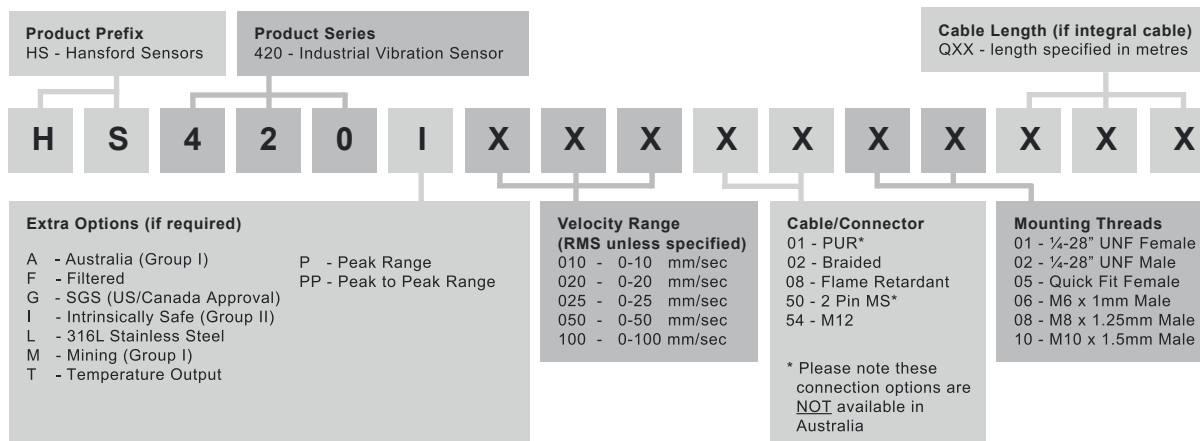 Product Prefix
HS - Hansford Sensors
Product Series
420 - Industrial Vibration Sensor
Cable Length (if integral cable)
QXX - length specified in metres
H S 4 2 0 I X X X X X X X X X X
Extra Options (if required)
A - Australia (Group I)
F - Filtered
G - SGS (US/Canada Approval)
I - Intrinsically Safe (Group II)
L - 316L Stainless Steel
M - Mining (Group I)
T - Temperature Output
P - Peak Range
PP - Peak to Peak Range
Velocity Range
(RMS unless specified)
010 - 0-10 mm/sec
020 - 0-20 mm/sec
025 - 0-25 mm/sec
050 - 0-50 mm/sec
100 - 0-100 mm/sec
Cable/Connector
01 - PUR*
02 - Braided
08 - Flame Retardant
50 - 2 Pin MS*
54 - M12
* Please note these
connection options are
NOT available in
Australia
Mounting Threads
01 - ¼-28” UNF Female
02 - ¼-28” UNF Male
05 - Quick Fit Female
06 - M6 x 1mm Male
08 - M8 x 1.25mm Male
10 - M10 x 1.5mm Male